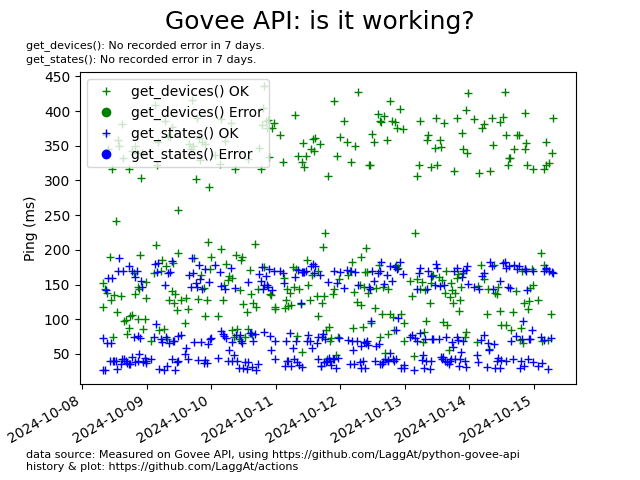 Govee API: is it working?
get_devices(): No recorded error in 7 days.
get_states(): No recorded error in 7 days.
get_devices() OK
get_devices() Error
get_states() OK
get_states() Error
Ping (ms)
450
400
350
300
250
200
150
100
50
2024-10-08
2024-10-09
2024-10-10
2024-10-11
2024-10-12
2024-10-13
2024-10-14
2024-10-15
data source: Measured on Govee API, using https://github.com/LaggAt/python-govee-api
history & plot: https://github.com/LaggAt/actions